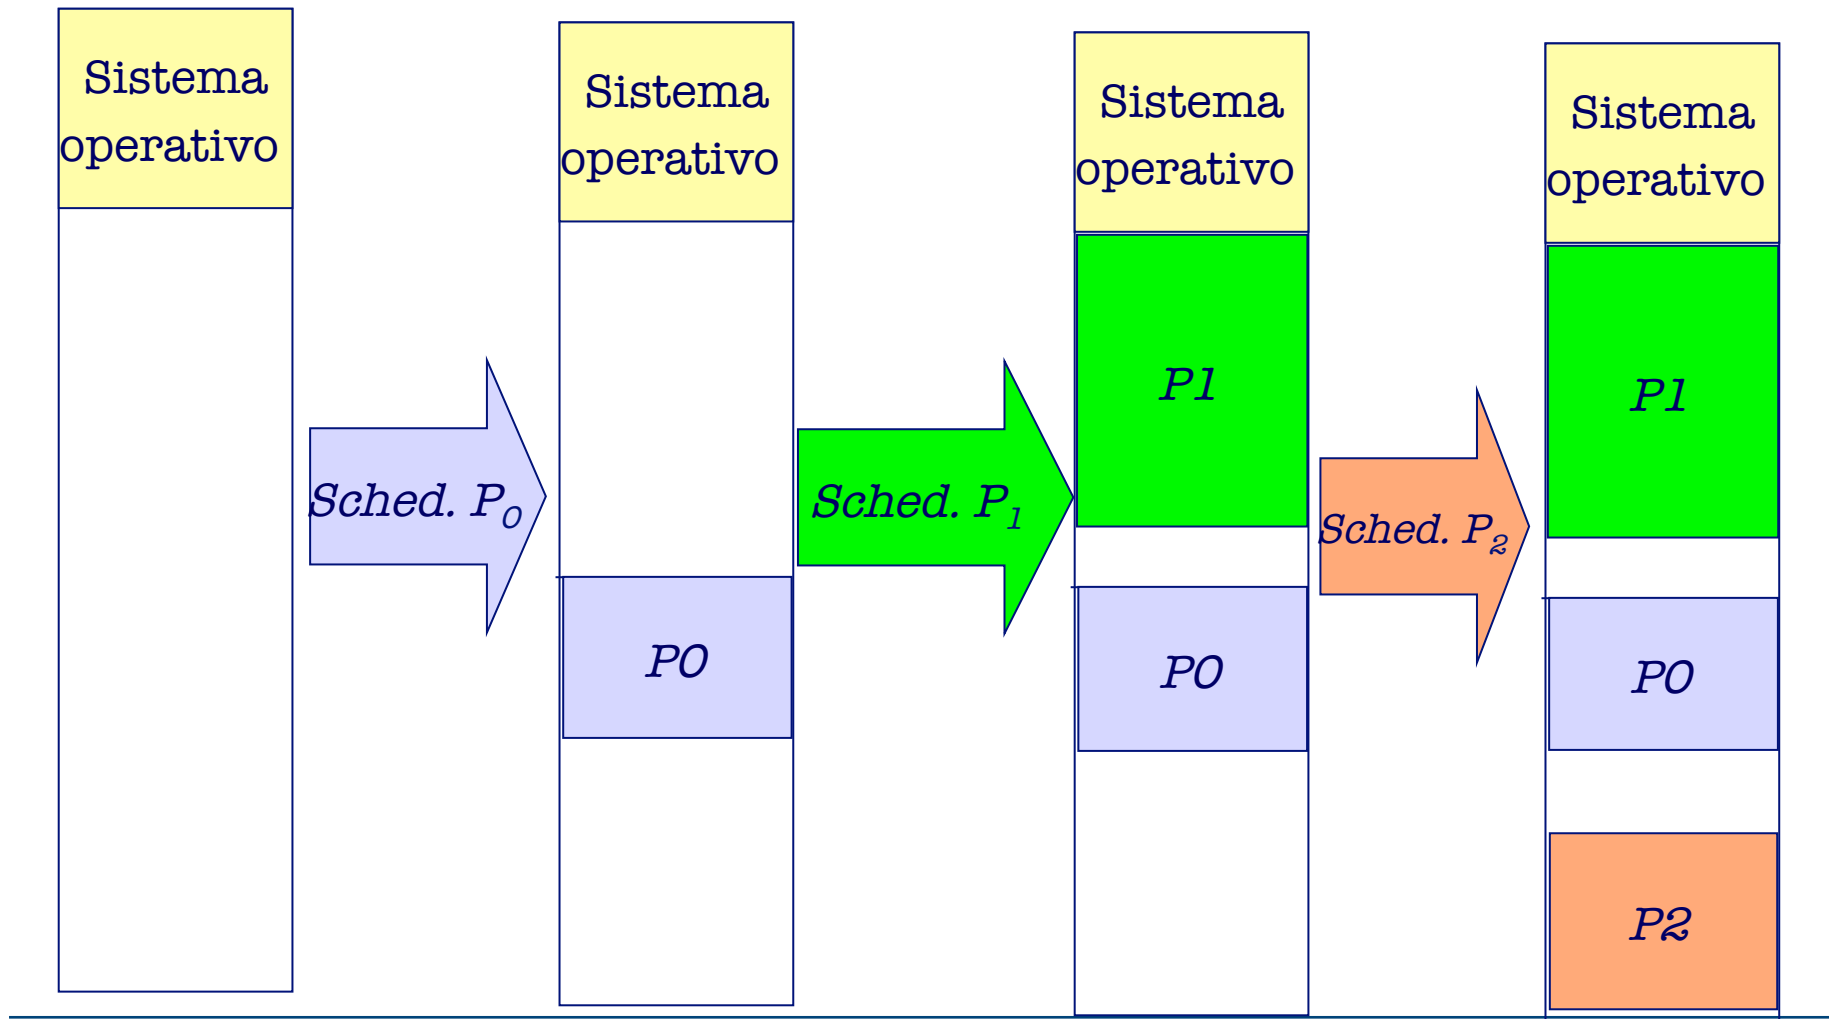 Sistema
operativo
Sched. P0
Sistema
operativo
P0
Sched. P1
Sistema
operativo
P1
P0
Sched. P2
Sistema
operativo
P1
P0
P2